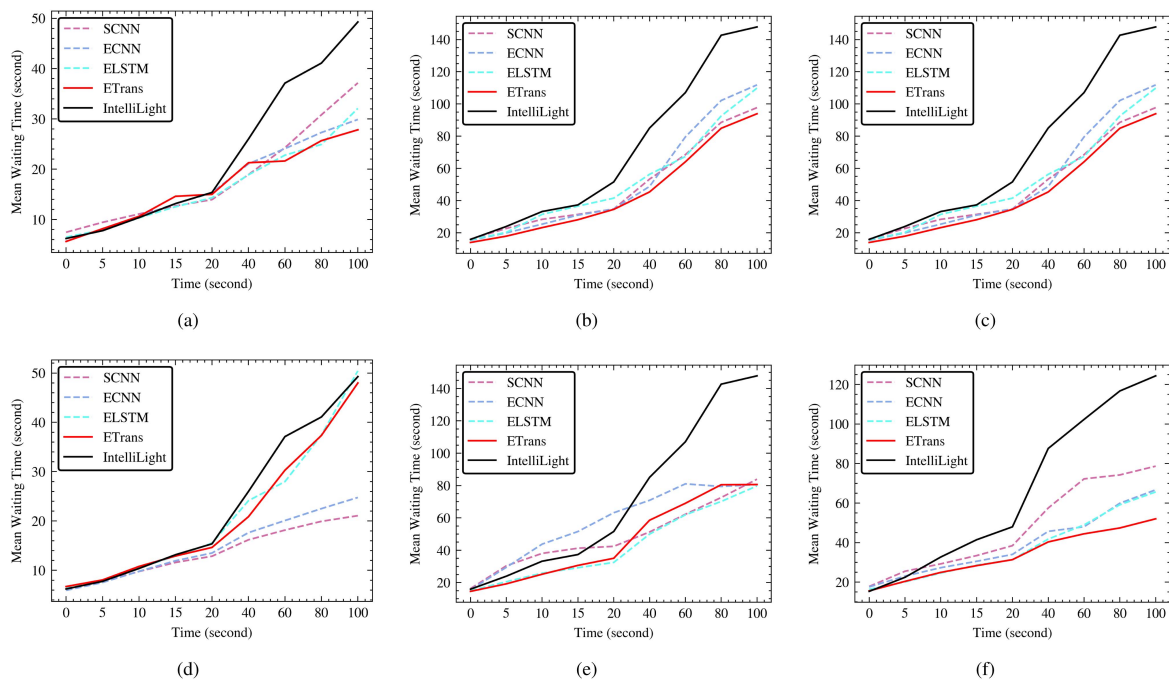 50
40
30
20
10
Mean Waiting Time (second)
SCNN
ECNN
ELSTM
ETrans
IntelliLight
0 5 10 15 20 40 60 80 100
Time (second)
(a)
140
120
100
80
60
40
20
Mean Waiting Time (second)
SCNN
ECNN
ELSTM
ETrans
IntelliLight
0 5 10 15 20 40 60 80 100
Time (second)
(b)
140
120
100
80
60
40
20
Mean Waiting Time (second)
SCNN
ECNN
ELSTM
ETrans
IntelliLight
0 5 10 15 20 40 60 80 100
Time (second)
(c)
50
40
30
20
10
Mean Waiting Time (second)
SCNN
ECNN
ELSTM
ETrans
IntelliLight
0 5 10 15 20 40 60 80 100
Time (second)
(d)
140
120
100
80
60
40
20
Mean Waiting Time (second)
SCNN
ECNN
ELSTM
ETrans
IntelliLight
0 5 10 15 20 40 60 80 100
Time (second)
(e)
120
100
80
60
40
20
Mean Waiting Time (second)
SCNN
ECNN
ELSTM
ETrans
IntelliLight
0 5 10 15 20 40 60 80 100
Time (second)
(f)